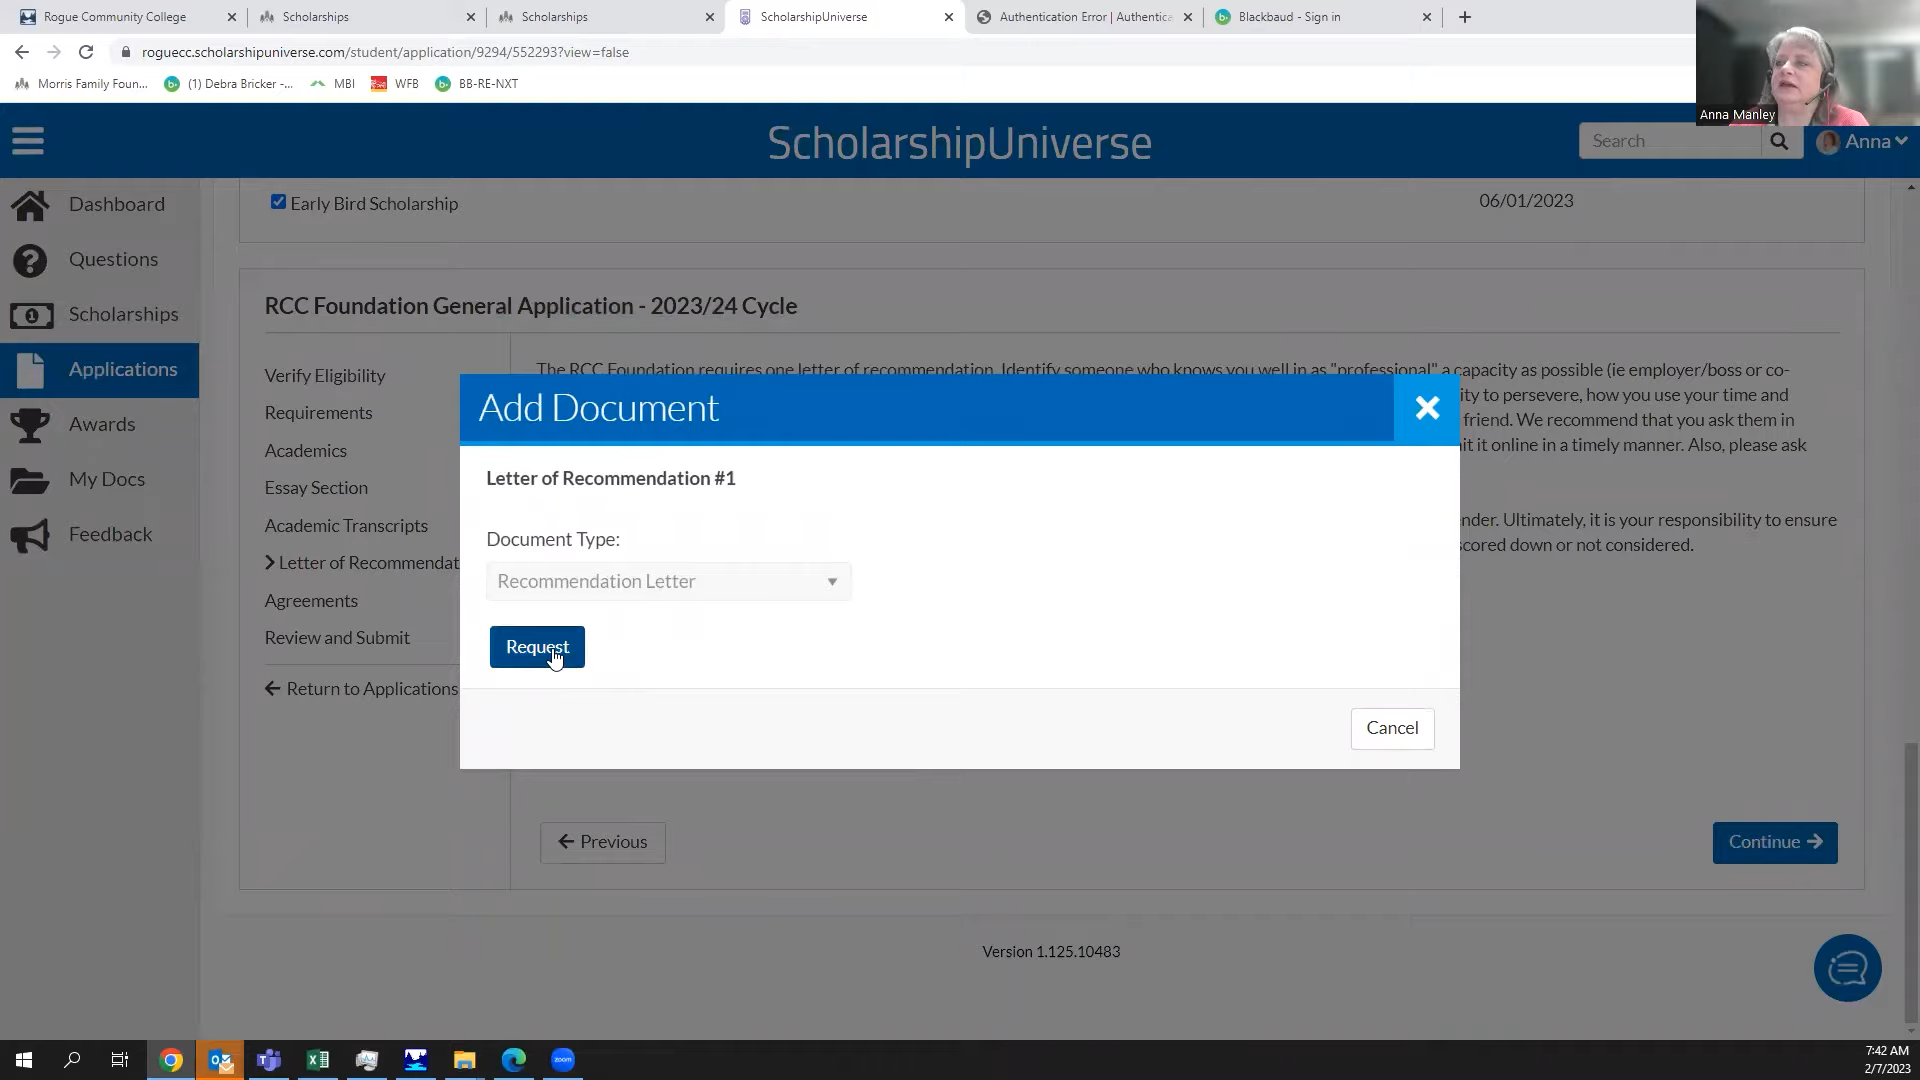 Rogue Community College
Scholarships
Scholarships
ScholarshipUniverse
Authentication Error | Authentica
Blackbaud - Sign in
roguecc.scholarshipuniverse.com/student/application/9294/552293?view=false
Morris Family Foun...
(1) Debra Bricker -...
MBI
WFB
BB-RE-NXT
Anna Manley
ScholarshipUniverse
Search
Anna
Dashboard
Questions
Scholarships
Applications
Awards
My Docs
Feedback
Early Bird Scholarship
06/01/2023
RCC Foundation General Application - 2023/24 Cycle
Verify Eligibility
Requirements
Academics
Essay Section
Academic Transcripts
Letter of Recommendat
Agreements
Review and Submit
Return to Applications
The RCC Foundation requires one letter of recommendation. Identify someone who knows you well in as "professional" a capacity as possible (ie employer/boss or co-
ity to persevere, how you use your time and
friend. We recommend that you ask them in
it it online in a timely manner. Also, please ask
nder. Ultimately, it is your responsibility to ensure
scored down or not considered.
Add Document
Letter of Recommendation #1
Document Type:
Recommendation Letter
Request
Cancel
Previous
Continue
Version 1.125.10483
zoom
7:42 AM
2/7/2023